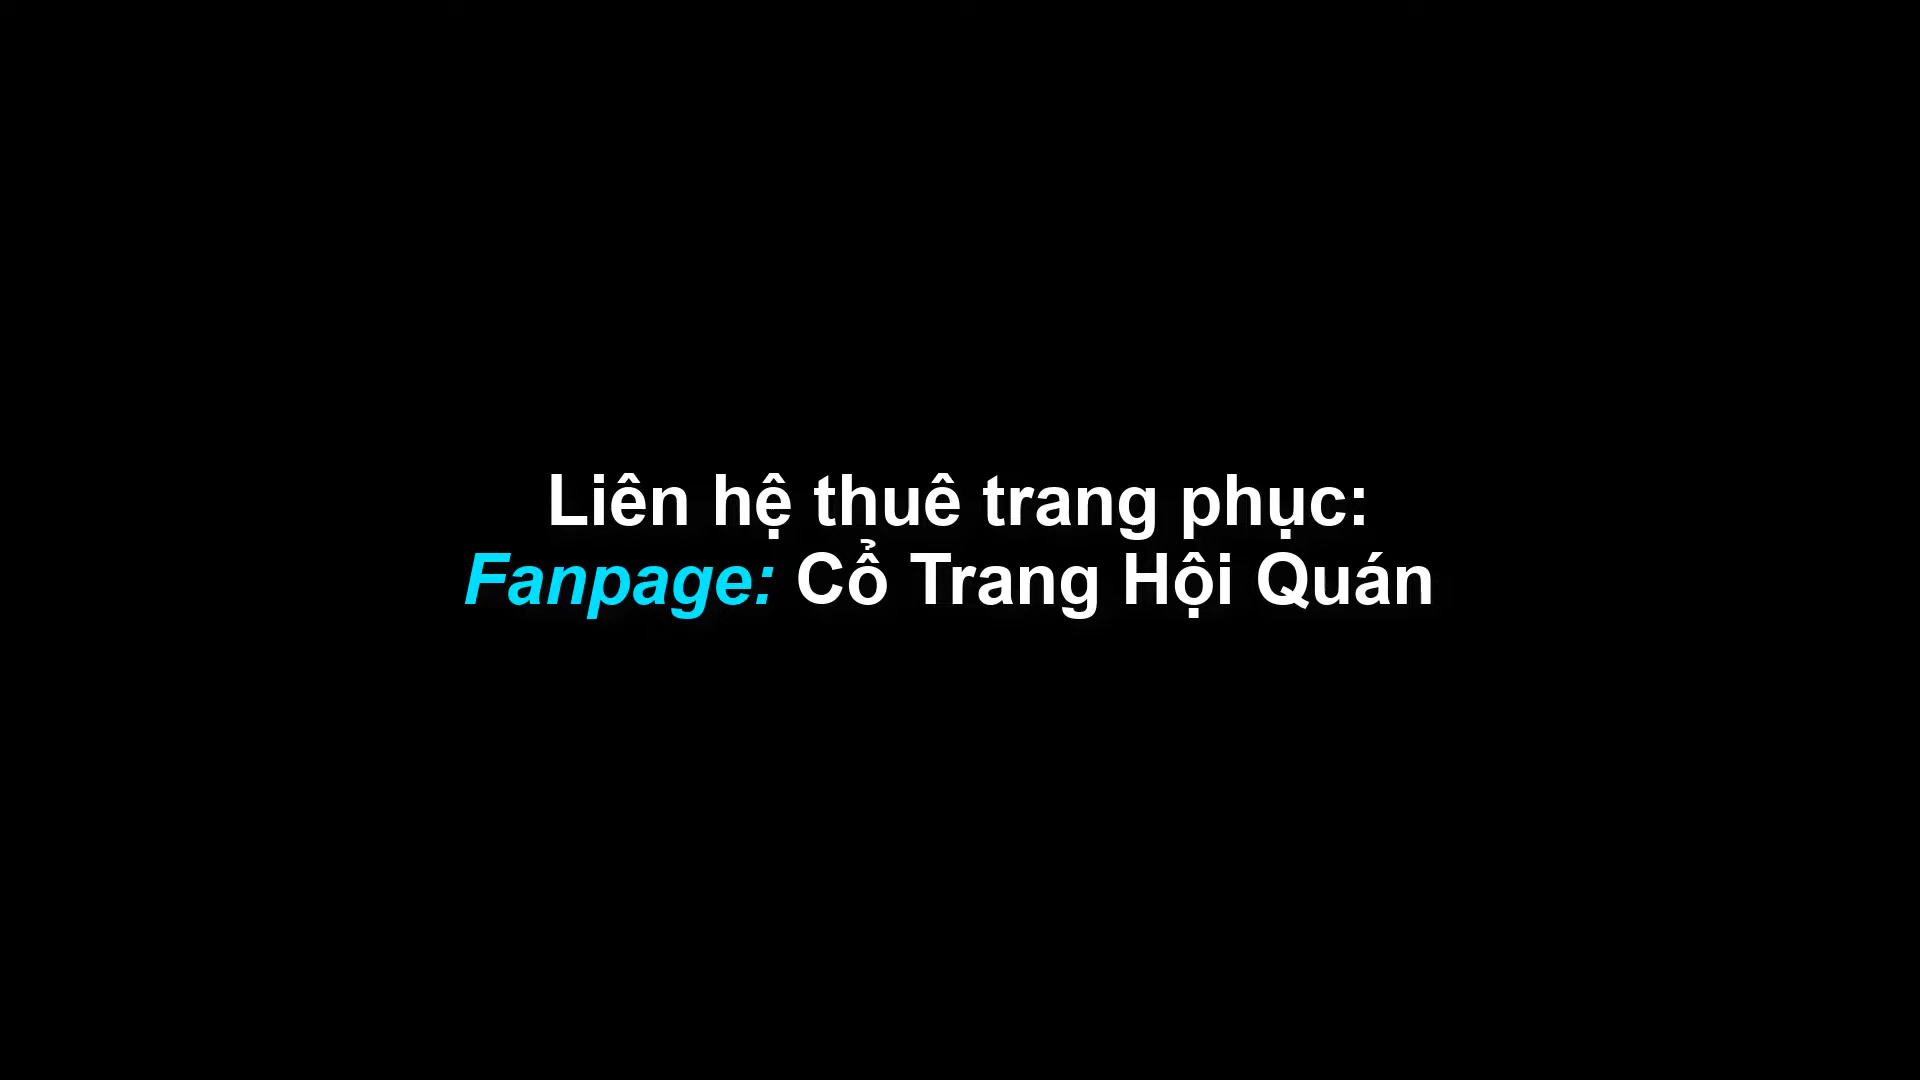 Liên hệ thuê trang phục:
Fanpage: Cổ Trang Hội Quán